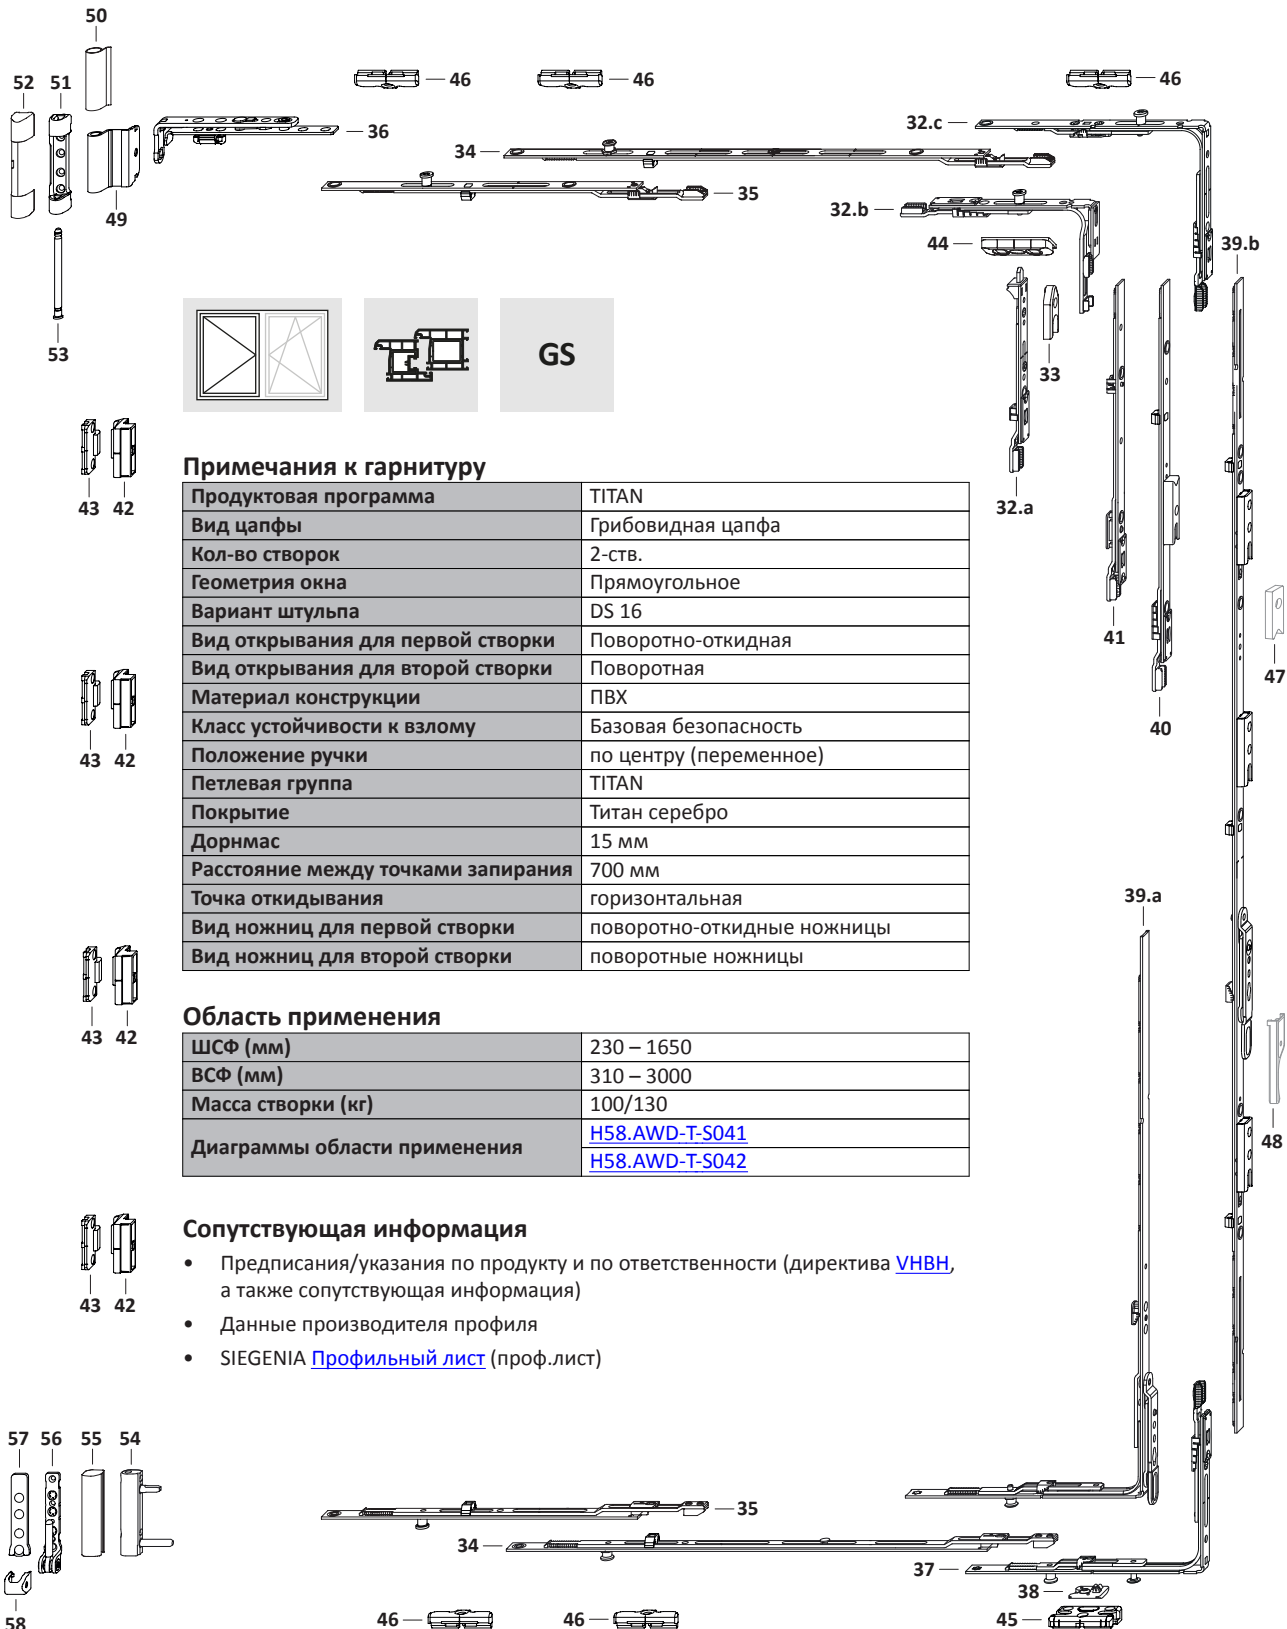 50
52 51
46 46 46
36
32.c
34
35
49
32.b
44
39.b
53
GS
33
Примечания к гарнитуру
Продуктовая программа TITAN
Вид цапфы Грибовидная цапфа
Кол-во створок 2-ств.
Геометрия окна Прямоугольное
Вариант штульпа DS 16
Вид открывания для первой створки Поворотно-откидная
Вид открывания для второй створки Поворотная
Материал конструкции ПВХ
Класс устойчивости к взлому Базовая безопасность
Положение ручки по центру (переменное)
Петлевая группа TITAN
Покрытие Титан серебро
Дорнмас 15 мм
Расстояние между точками запирания 700 мм
Точка откидывания горизонтальная
Вид ножниц для первой створки поворотно-откидные ножницы
Вид ножниц для второй створки поворотные ножницы
43 42
32.a
41
47
40
43 42
39.a
43 42
Область применения
ШСФ (мм) 230 – 1650
ВСФ (мм) 310 – 3000
Масса створки (кг) 100/130
Диаграммы области применения H58.AWD-T-S041
H58.AWD-T-S042
48
Сопутствующая информация
• Предписания/указания по продукту и по ответственности (директива VHBH,
а также сопутствующая информация)
• Данные производителя профиля
• SIEGENIA Профильный лист (проф.лист)
43 42
57 56 55 54
35
34
37
38
58
46 46 45